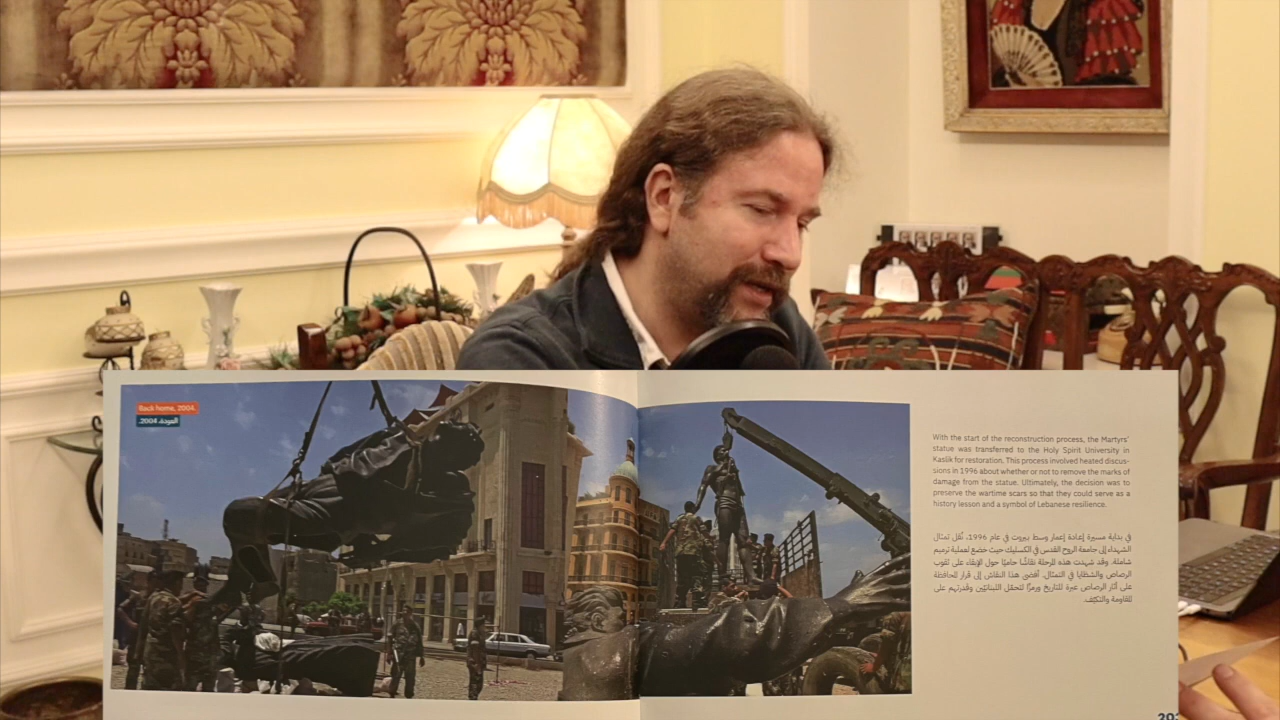 Back home, 2004.
العودة، 2004.
With the start of the reconstruction process, the Martyrs'
statue was transferred to the Holy Spirit University in
Kaslik for restoration. This process involved heated discus-
sions in 1996 about whether or not to remove the marks of
damage from the statue. Ultimately, the decision was to
preserve the wartime scars so that they could serve as a
history lesson and a symbol of Lebanese resilience.
في بداية مسيرة إعادة إعمار وسط بيروت في عام 1996، نُقل تمثال
الشهداء إلى جامعة الروح القدس في الكسليك حيث خضع لعملية ترميم
شاملة. وقد شهدت هذه المرحلة نقاشًا حاميًا حول الإبقاء على ثقوب
الرصاص والشظايا في التمثال. أفضى هذا النقاش إلى قرار المحافظة
على آثار الرصاص عبرة للتاريخ ورمزًا لتحمّل اللبنانيّين وقدرتهم على
المقاومة والتكيّف.